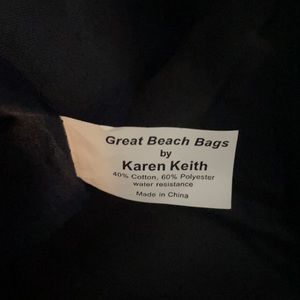 Great Beach Bags
by
Karen Keith
40% Cotton, 60% Polyester
water resistance
Made in China